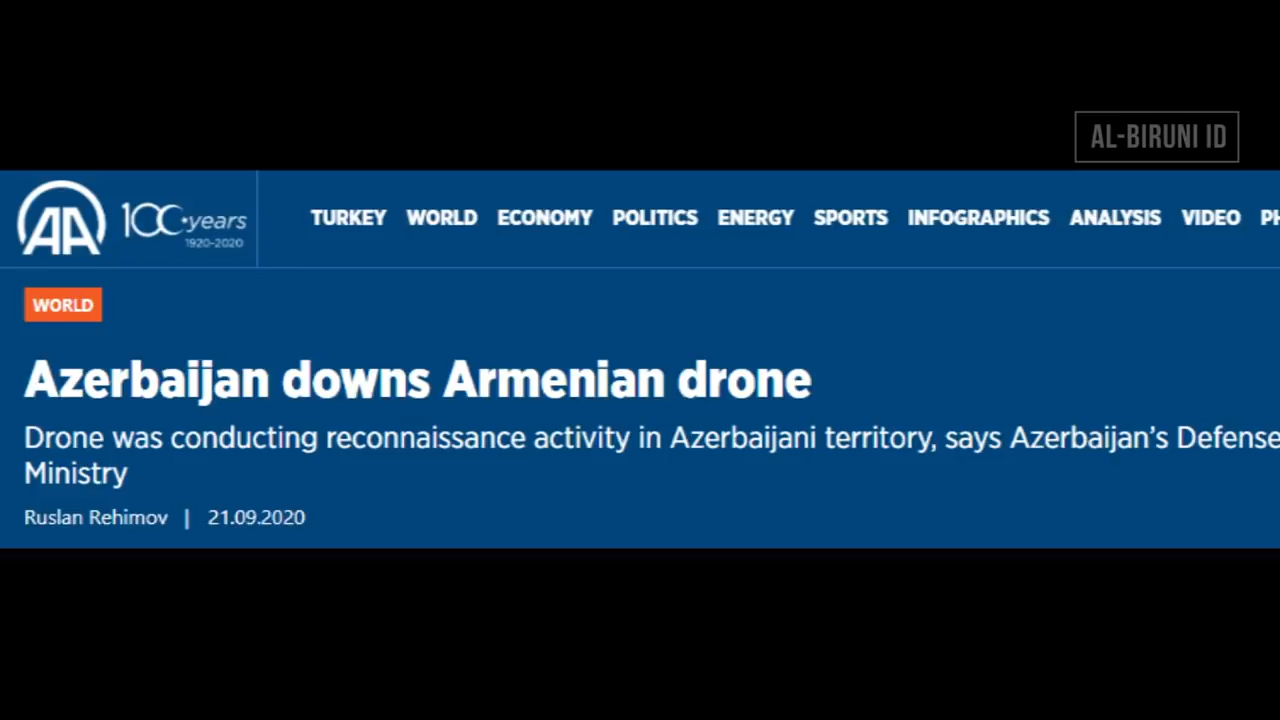 AL-BIRUNI ID
AA 100 years
1920-2020
TURKEY WORLD ECONOMY POLITICS ENERGY SPORTS INFOGRAPHICS ANALYSIS VIDEO PH
WORLD
Azerbaijan downs Armenian drone
Drone was conducting reconnaissance activity in Azerbaijani territory, says Azerbaijan’s Defense
Ministry
Ruslan Rehimov | 21.09.2020